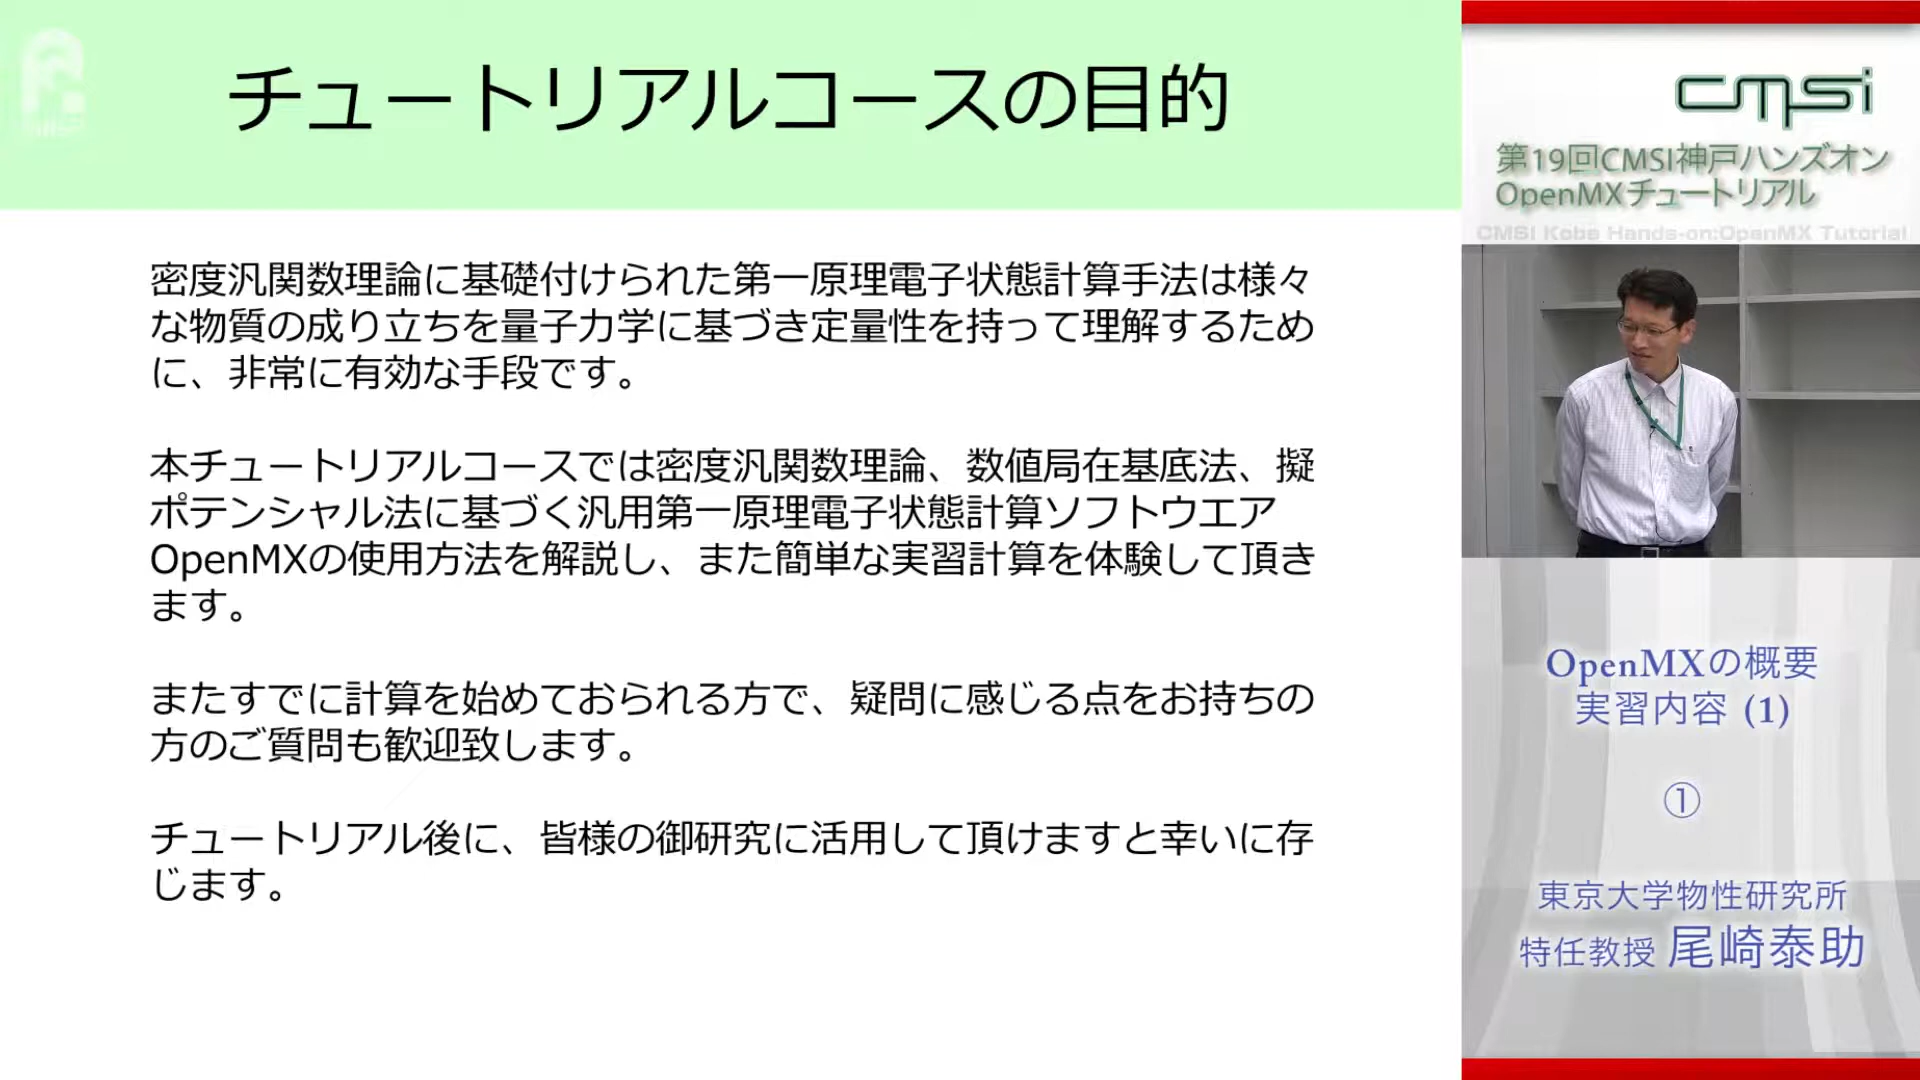 チュートリアルコースの目的
密度汎関数理論に基礎付けられた第一原理電子状態計算手法は様々
な物質の成り立ちを量子力学に基づき定量性を持って理解するため
に、非常に有効な手段です。
本チュートリアルコースでは密度汎関数理論、数値局在基底法、擬
ポテンシャル法に基づく汎用第一原理電子状態計算ソフトウエア
OpenMXの使用方法を解説し、また簡単な実習計算を体験して頂き
ます。
またすでに計算を始めておられる方で、疑問に感じる点をお持ちの
方のご質問も歓迎致します。
チュートリアル後に、皆様の御研究に活用して頂けますと幸いに存
じます。
cmsi
第19回CMSI神戸ハンズオン
OpenMXチュートリアル
CMSI Kobe Hands-on:OpenMX Tutorial
OpenMXの概要
実習内容 (1)
①
東京大学物性研究所
特任教授 尾崎泰助